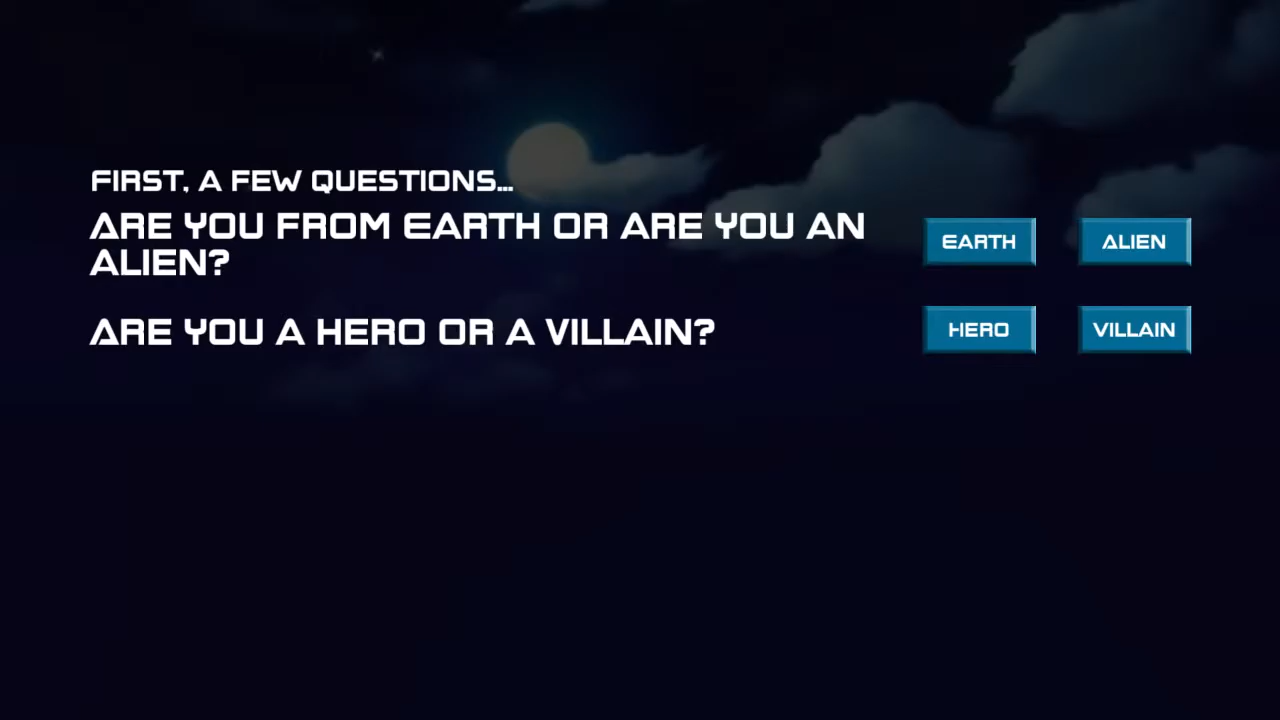 FIRST, A FEW QUESTIONS...
ARE YOU FROM EARTH OR ARE YOU AN
ALIEN?
EARTH
ALIEN
ARE YOU A HERO OR A VILLAIN?
HERO
VILLAIN